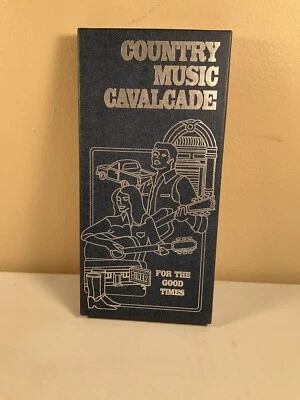 COUNTRY
MUSIC
CAVALCADE
FOR THE
GOOD
TIMES